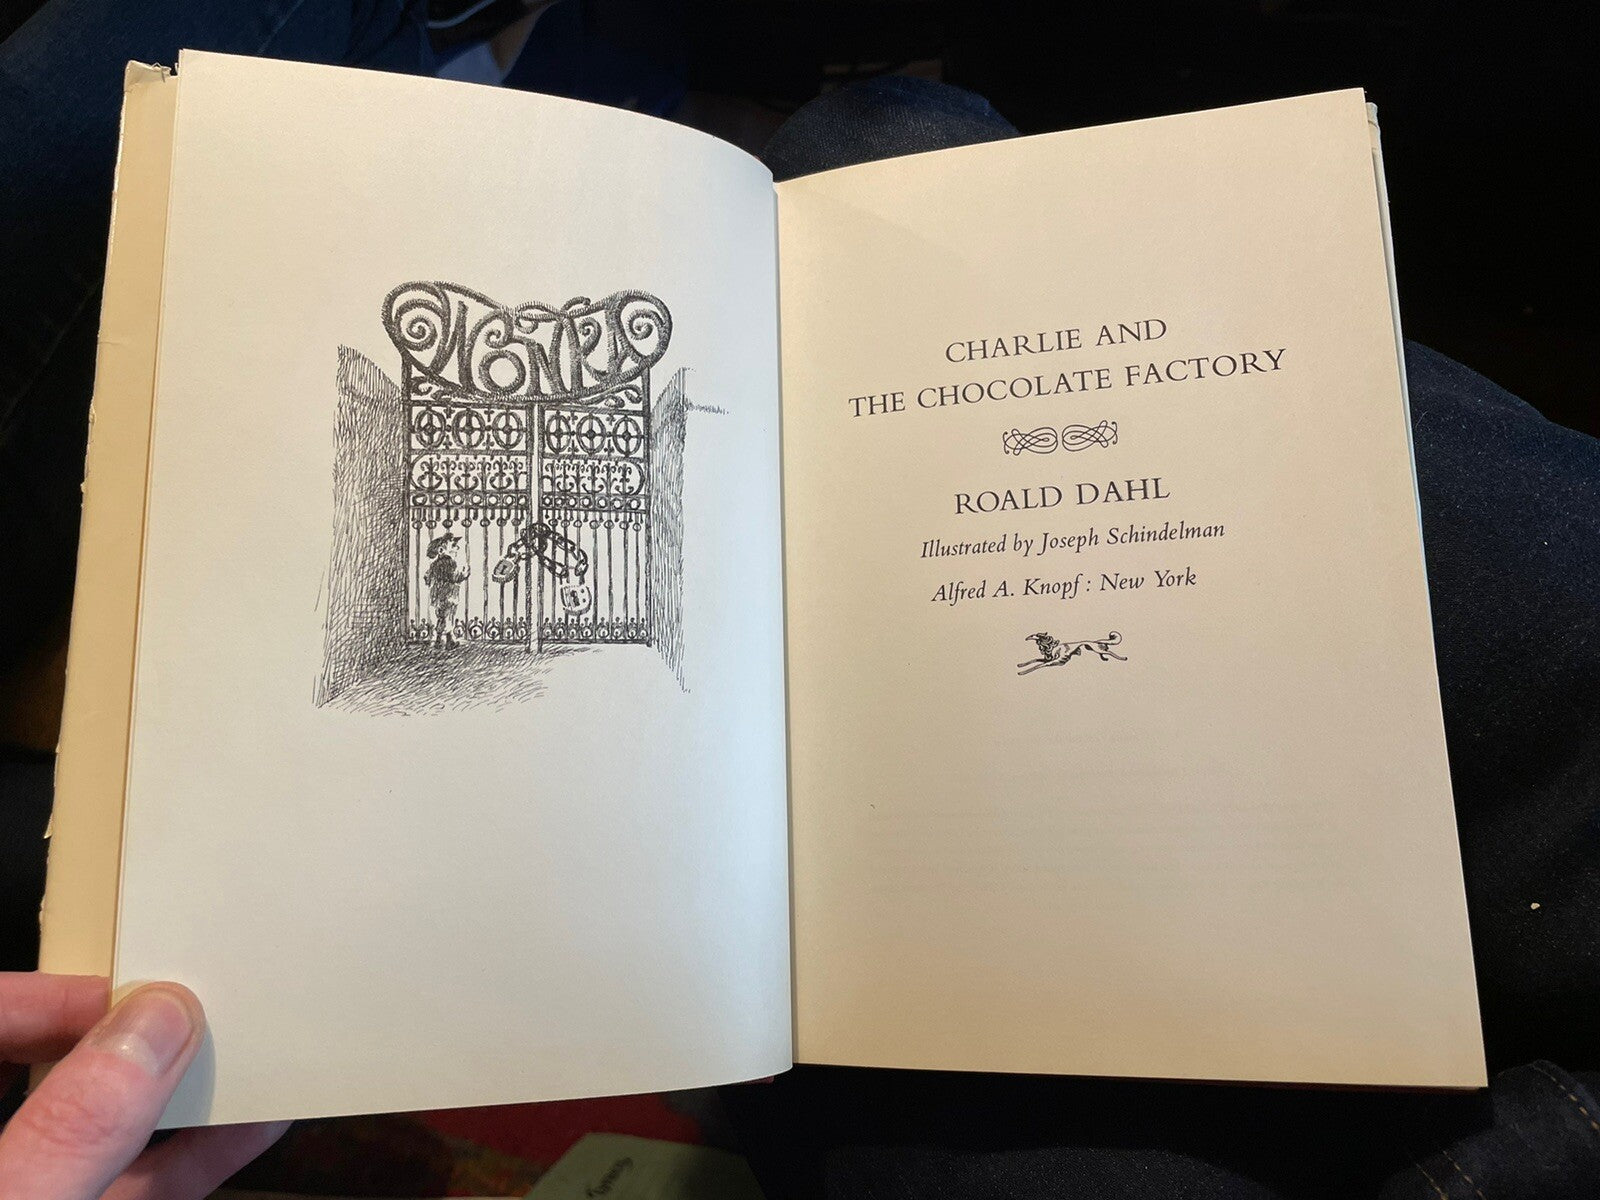 WONKA
CHARLIE AND
THE CHOCOLATE FACTORY
ROALD DAHL
Illustrated by Joseph Schindelman
Alfred A. Knopf : New York